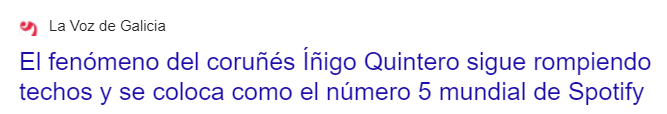 La Voz de Galicia
El fenómeno del coruñés Íñigo Quintero sigue rompiendo
techos y se coloca como el número 5 mundial de Spotify